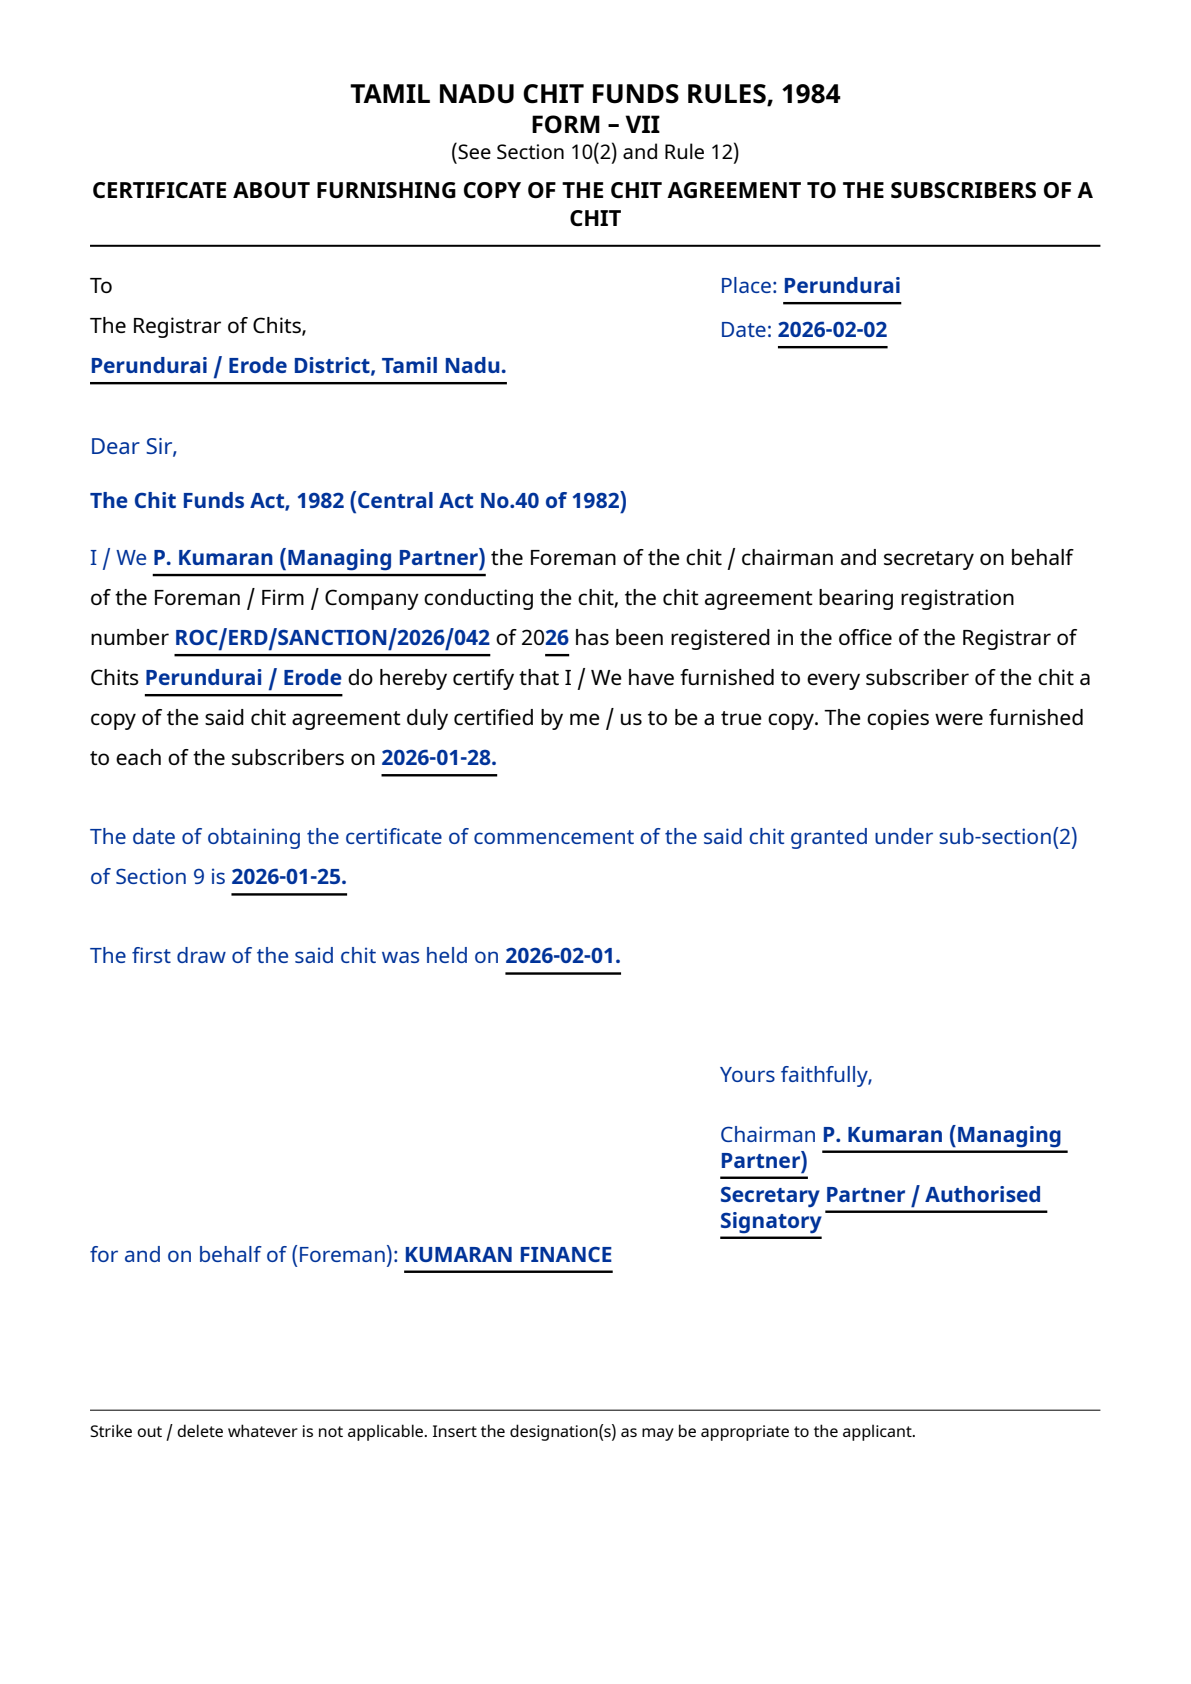 TAMIL NADU CHIT FUNDS RULES, 1984
FORM – VII
(See Section 10(2) and Rule 12)
CERTIFICATE ABOUT FURNISHING COPY OF THE CHIT AGREEMENT TO THE SUBSCRIBERS OF A
CHIT
To
The Registrar of Chits,
Perundurai / Erode District, Tamil Nadu.
Place: Perundurai
Date: 2026-02-02
Dear Sir,
The Chit Funds Act, 1982 (Central Act No.40 of 1982)
I / We P. Kumaran (Managing Partner) the Foreman of the chit / chairman and secretary on behalf
of the Foreman / Firm / Company conducting the chit, the chit agreement bearing registration
number ROC/ERD/SANCTION/2026/042 of 2026 has been registered in the office of the Registrar of
Chits Perundurai / Erode do hereby certify that I / We have furnished to every subscriber of the chit a
copy of the said chit agreement duly certified by me / us to be a true copy. The copies were furnished
to each of the subscribers on 2026-01-28.
The date of obtaining the certificate of commencement of the said chit granted under sub-section(2)
of Section 9 is 2026-01-25.
The first draw of the said chit was held on 2026-02-01.
Yours faithfully,
Chairman P. Kumaran (Managing
Partner)
Secretary Partner / Authorised
Signatory
for and on behalf of (Foreman): KUMARAN FINANCE
Strike out / delete whatever is not applicable. Insert the designation(s) as may be appropriate to the applicant.